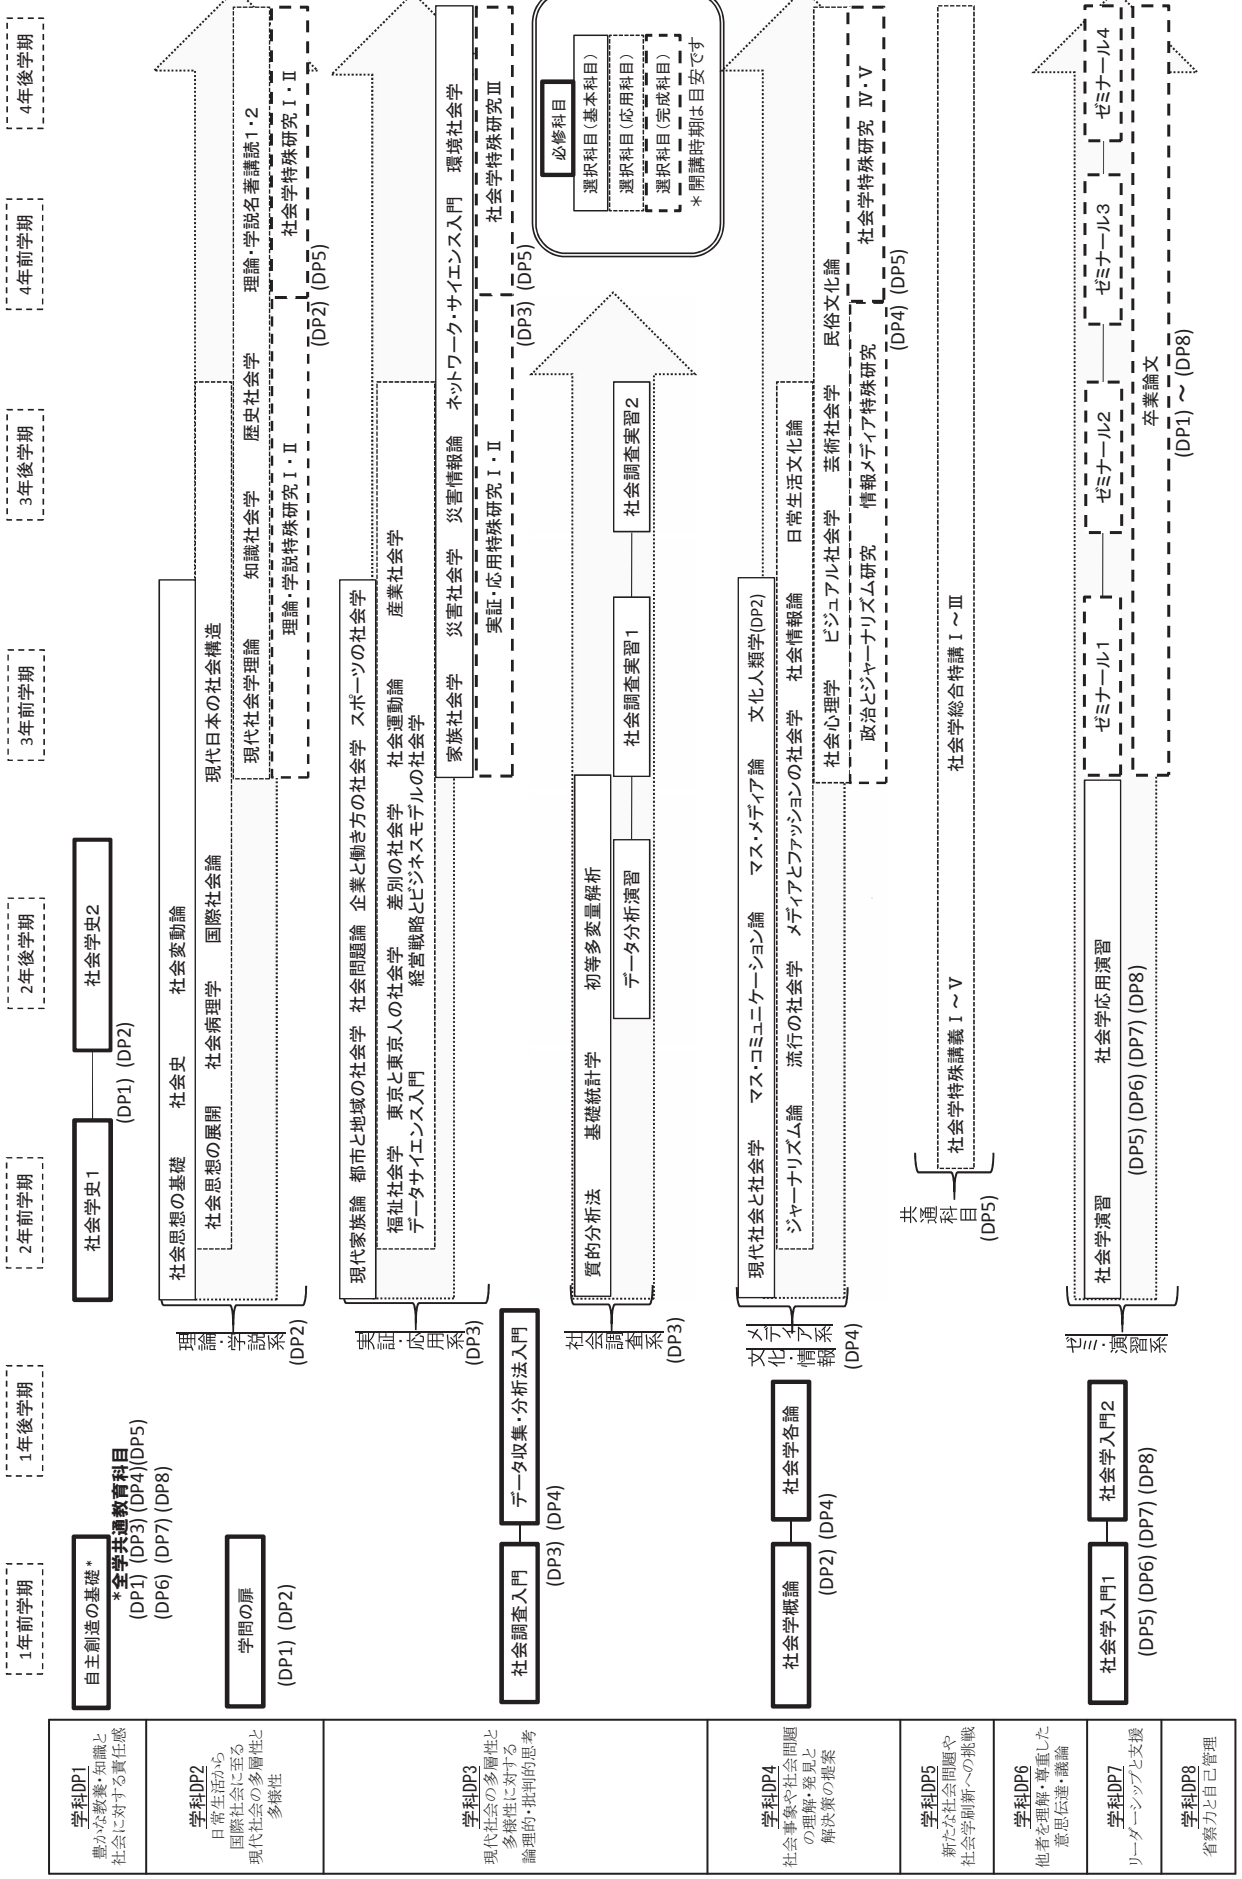 1年前学期
1年後学期
2年前学期
2年後学期
3年前学期
3年後学期
4年前学期
4年後学期
学科DP1
豊かな教養・知識と
社会に対する責任感
自主創造の基礎*
*全学共通教育科目
(DP1) (DP3) (DP4)(DP5)
(DP6) (DP7) (DP8)
社会学史1
社会学史2
(DP1) (DP2)
学科DP2
日常生活から
国際社会に至る
現代社会の多層性と
多様性
学問の扉
(DP1) (DP2)
理論・学説系
(DP2)
社会思想の基礎 社会史 社会変動論
社会思想の展開 社会病理学 国際社会論 現代日本の社会構造
現代社会学理論 知識社会学 歴史社会学 理論・学説名著講読1・2
理論・学説特殊研究Ⅰ・Ⅱ
社会学特殊研究Ⅰ・Ⅱ
(DP2) (DP5)
学科DP3
現代社会の多層性と
多様性に対する
論理的・批判的思考
社会調査入門
データ収集・分析法入門
(DP3) (DP4)
実証・応用系
(DP3)
現代家族論 都市と地域の社会学 社会問題論 企業と働き方の社会学 スポーツの社会学
福祉社会学 東京と東京人の社会学 差別の社会学 社会運動論 産業社会学
データサイエンス入門 経営戦略とビジネスモデルの社会学
家族社会学 災害社会学 災害情報論 ネットワーク・サイエンス入門 環境社会学
実証・応用特殊研究Ⅰ・Ⅱ
社会学特殊研究Ⅲ
(DP3) (DP5)
社会調査系
(DP3)
質的分析法 基礎統計学 初等多変量解析
データ分析演習
社会調査実習1
社会調査実習2
必修科目
選択科目(基本科目)
選択科目(応用科目)
選択科目(完成科目)
*開講時期は目安です
学科DP4
社会事象や社会問題
の理解・発見と
解決策の提案
社会学概論
社会学各論
(DP2) (DP4)
文化・情報
メディア系
(DP4)
現代社会と社会学 マス・コミュニケーション論 マス・メディア論 文化人類学(DP2)
ジャーナリズム論 流行の社会学 メディアとファッションの社会学 社会情報論 日常生活文化論
社会心理学 ビジュアル社会学 芸術社会学 民俗文化論
政治とジャーナリズム研究 情報メディア特殊研究
社会学特殊研究 Ⅳ・Ⅴ
(DP4) (DP5)
学科DP5
新たな社会問題や
社会学刷新への挑戦
共通科目
(DP5)
社会学特殊講義Ⅰ~Ⅴ 社会学総合特講Ⅰ~Ⅲ
学科DP6
他者を理解・尊重した
意思伝達・議論
学科DP7
リーダーシップと支援
学科DP8
省察力と自己管理
社会学入門1
社会学入門2
(DP5) (DP6) (DP7) (DP8)
ゼミ・演習系
社会学演習 社会学応用演習
(DP5) (DP6) (DP7) (DP8)
ゼミナール1
ゼミナール2
ゼミナール3
ゼミナール4
卒業論文
(DP1) ~ (DP8)